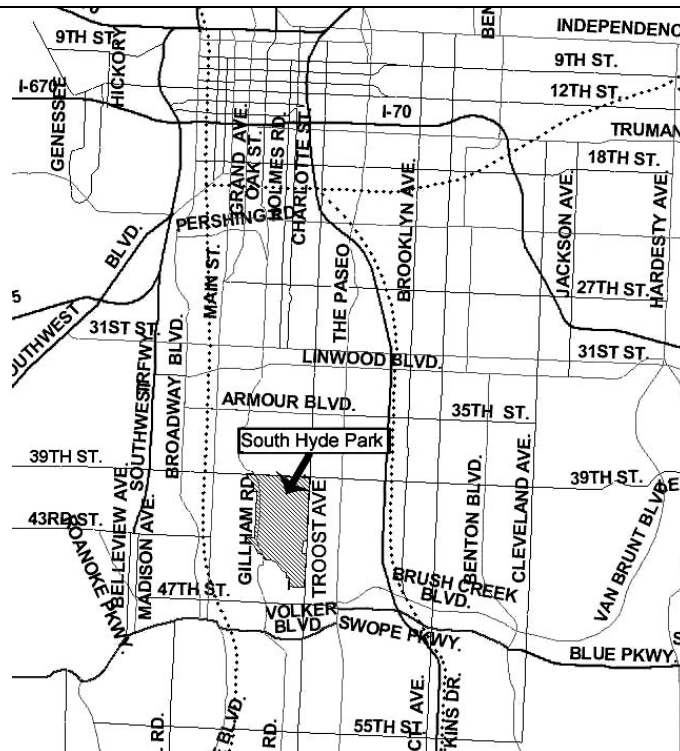 INDEPENDENC
9TH ST.
9TH ST.
HICKORY
BEN
12TH ST.
I-670
I-70
GENESSEE
TRUMAN
GRAND AVE.
OAK ST.
HOLMES RD.
CHARLOTTE ST.
18TH ST.
PERSHING RD.
BLVD.
MAIN ST.
THE PASEO
BROOKLYN AVE.
JACKSON AVE.
HARDESTY AVE.
27TH ST.
5
OUTHWEST
31ST ST.
31ST ST.
LINWOOD BLVD.
SOUTHWEST TRFWY.
BROADWAY BLVD.
ARMOUR BLVD.
35TH ST.
South Hyde Park
39TH ST.
39TH ST.
GILLHAM RD.
TROOST AVE
BENTON BLVD.
CLEVELAND AVE.
VAN BRUNT BLVD.
E
43RD ST.
ROANOKE PKWY.
BELLEVIEW AVE.
MADISON AVE.
47TH ST.
VOLKER
BLVD.
BRUSH CREEK
BLVD.
SWOPE PKWY.
S
BLUE PKWY.
RD.
BLVD.
RD.
55TH ST.
AVE.
KINS DR.